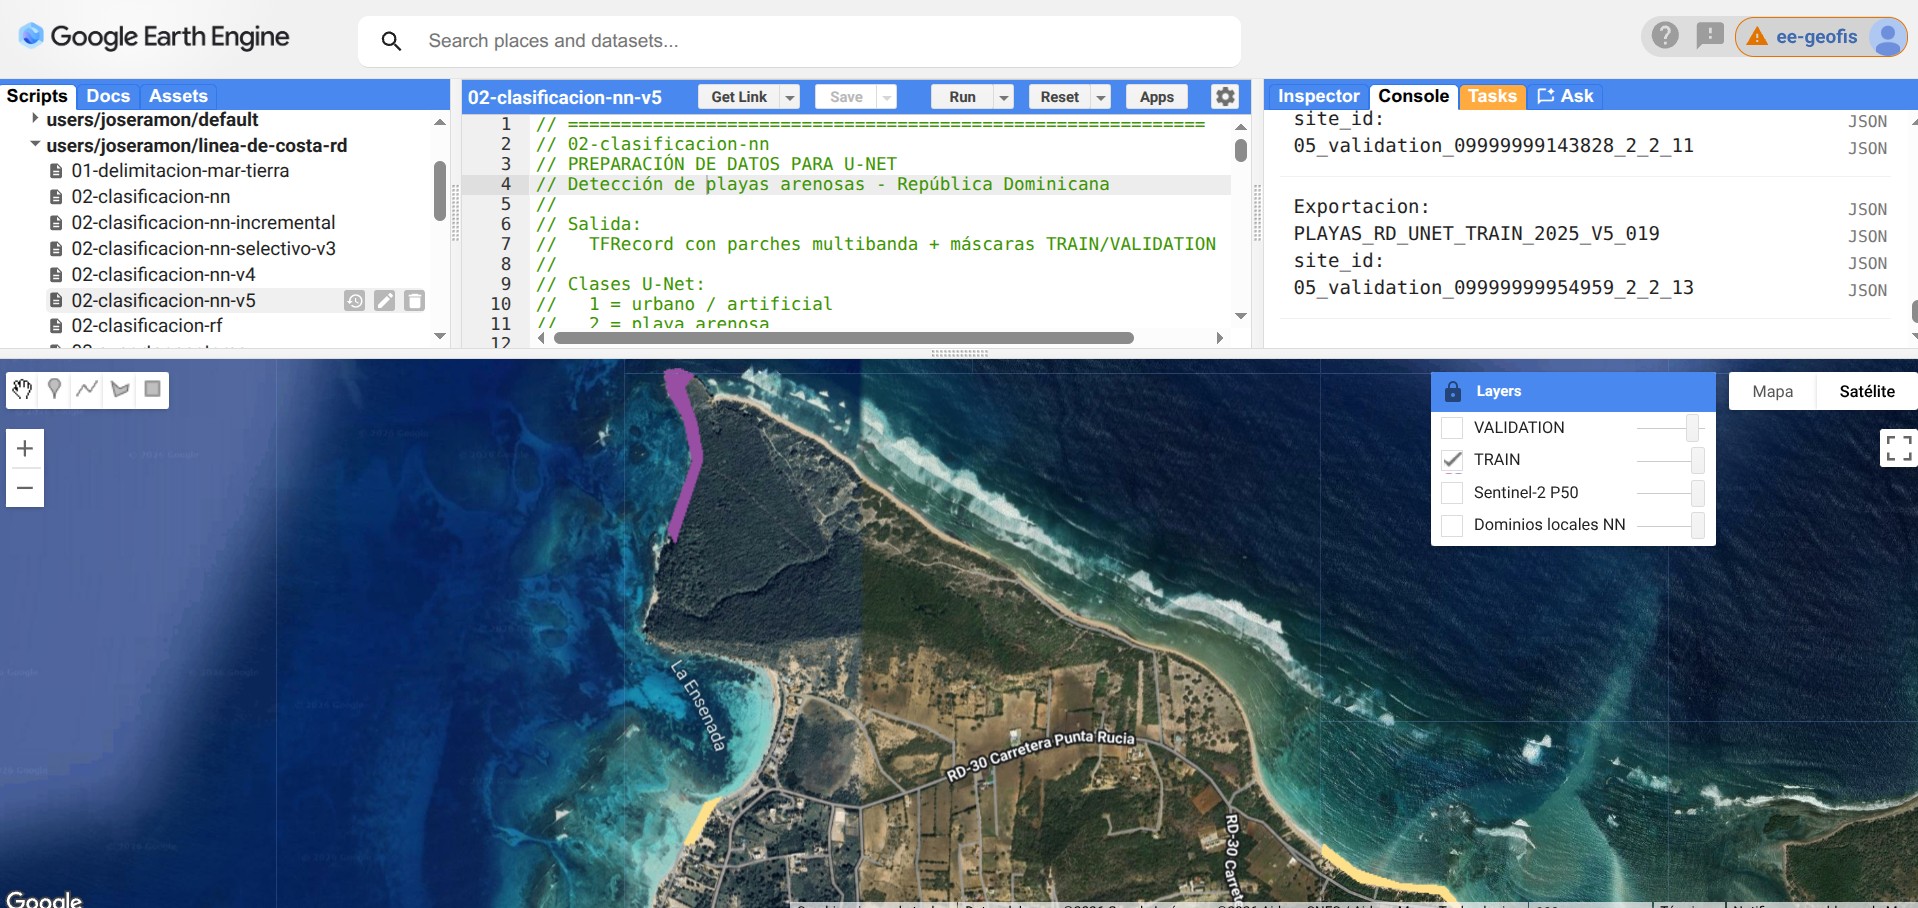 Google Earth Engine
Search places and datasets...
ee-geofis
Scripts
Docs
Assets
users/joseramon/default
users/joseramon/linea-de-costa-rd
01-delimitacion-mar-tierra
02-clasificacion-nn
02-clasificacion-nn-incremental
02-clasificacion-nn-selectivo-v3
02-clasificacion-nn-v4
02-clasificacion-nn-v5
02-clasificacion-rf
02-clasificacion-nn-v5
Get Link
Save
Run
Reset
Apps
1 // ============================================================
2 // 02-clasificacion-nn
3 // PREPARACIÓN DE DATOS PARA U-NET
4 // Detección de playas arenosas - República Dominicana
5 //
6 // Salida:
7 //   TFRecord con parches multibanda + máscaras TRAIN/VALIDATION
8 //
9 // Clases U-Net:
10 //   1 = urbano / artificial
11 //   2 = playa arenosa
12
Inspector
Console
Tasks
Ask
site_id: JSON
05_validation_09999999143828_2_2_11 JSON
Exportacion: JSON
PLAYAS_RD_UNET_TRAIN_2025_V5_019 JSON
site_id: JSON
05_validation_09999999954959_2_2_13 JSON
Layers
VALIDATION
TRAIN
Sentinel-2 P50
Dominios locales NN
Mapa
Satélite
La Ensenada
RD-30 Carretera Punta Rucia
RD-30 Carret
Google